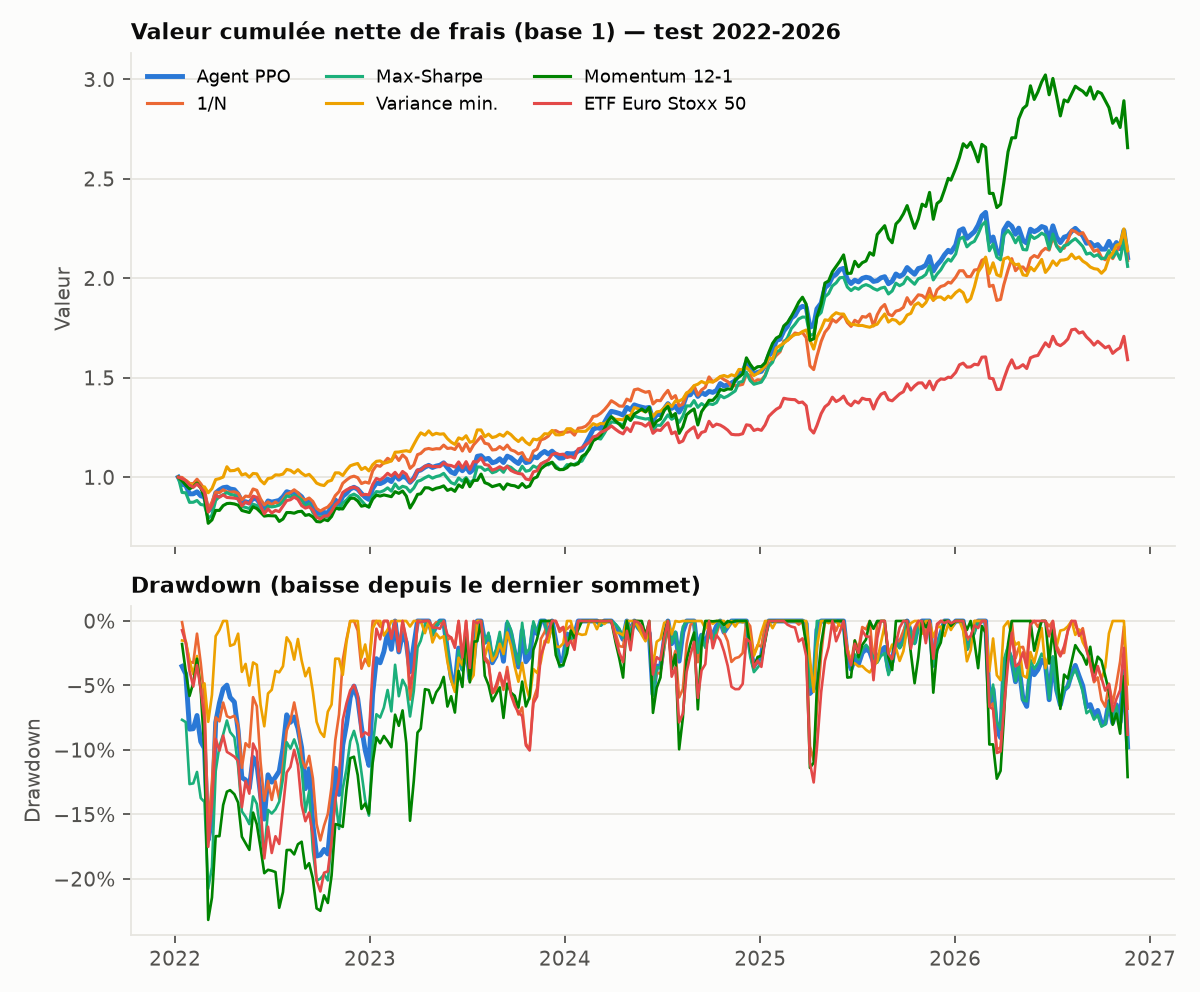 Valeur cumulée nette de frais (base 1) — test 2022-2026
Agent PPO
Max-Sharpe
Momentum 12-1
1/N
Variance min.
ETF Euro Stoxx 50
Valeur
3.0
2.5
2.0
1.5
1.0
Drawdown (baisse depuis le dernier sommet)
Drawdown
0%
−5%
−10%
−15%
−20%
2022
2023
2024
2025
2026
2027